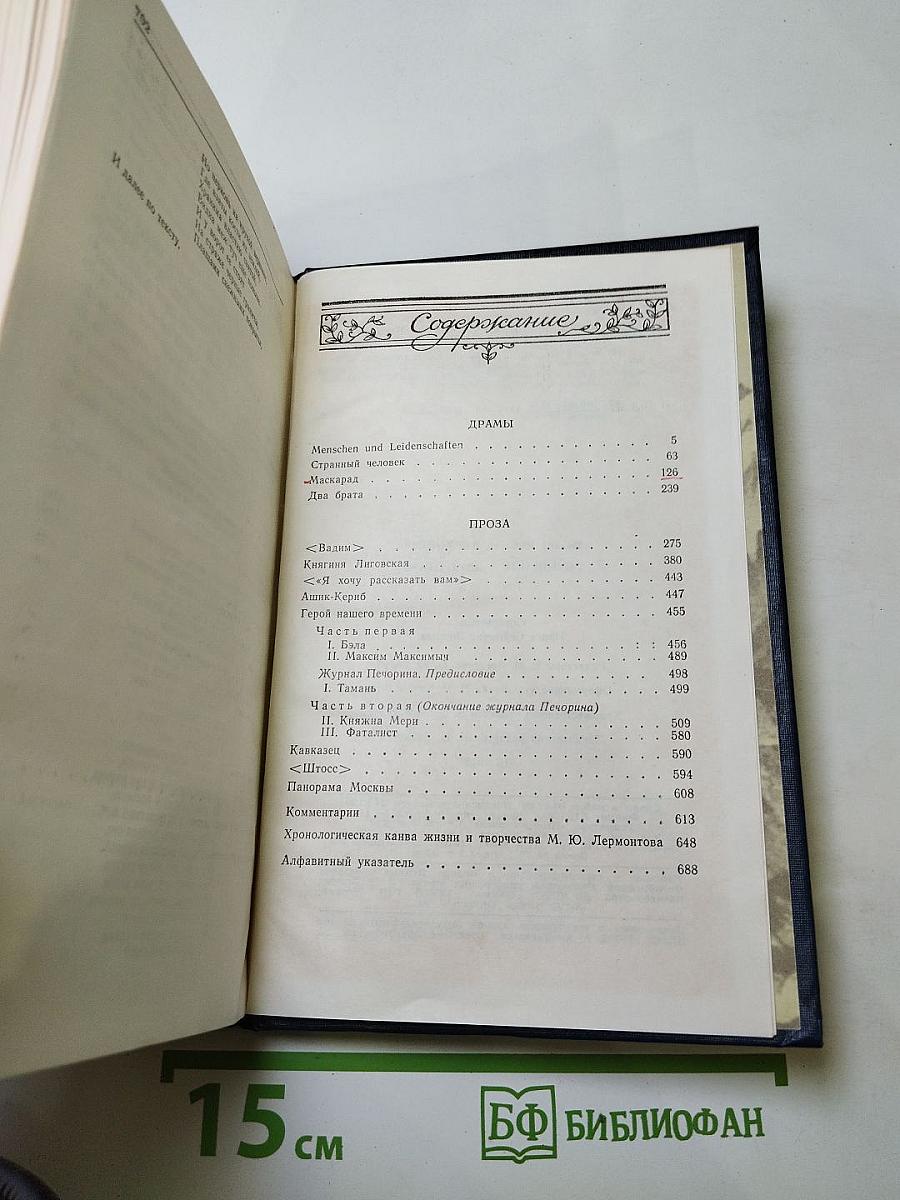 702
И далее по тексту.
Содержание
ДРАМЫ
Menschen und Leidenschaften . . . . . . . . . . . . . 5
Странный человек . . . . . . . . . . . . . . . . 63
Маскарад . . . . . . . . . . . . . . . . . . . 126
Два брата . . . . . . . . . . . . . . . . . . . 239
ПРОЗА
<Вадим> . . . . . . . . . . . . . . . . . . . 275
Княгиня Лиговская . . . . . . . . . . . . . . . . 380
<«Я хочу рассказать вам»> . . . . . . . . . . . . . 443
Ашик-Кериб . . . . . . . . . . . . . . . . . . 447
Герой нашего времени . . . . . . . . . . . . . . . 455
Часть первая
I. Бэла . . . . . . . . . . . . . . . . . . : : 456
II. Максим Максимыч . . . . . . . . . . . . . . 489
Журнал Печорина. Предисловие . . . . . . . . . . . 498
I. Тамань . . . . . . . . . . . . . . . . . . 499
Часть вторая (Окончание журнала Печорина)
II. Княжна Мери . . . . . . . . . . . . . . . . 509
III. Фаталист . . . . . . . . . . . . . . . . . 580
Кавказец . . . . . . . . . . . . . . . . . . . 590
<Штосс> . . . . . . . . . . . . . . . . . . . 594
Панорама Москвы . . . . . . . . . . . . . . . . 608
Комментарии . . . . . . . . . . . . . . . . . . 613
Хронологическая канва жизни и творчества М. Ю. Лермонтова 648
Алфавитный указатель . . . . . . . . . . . . . . . 688
15 см
БФ БИБЛИОФАН